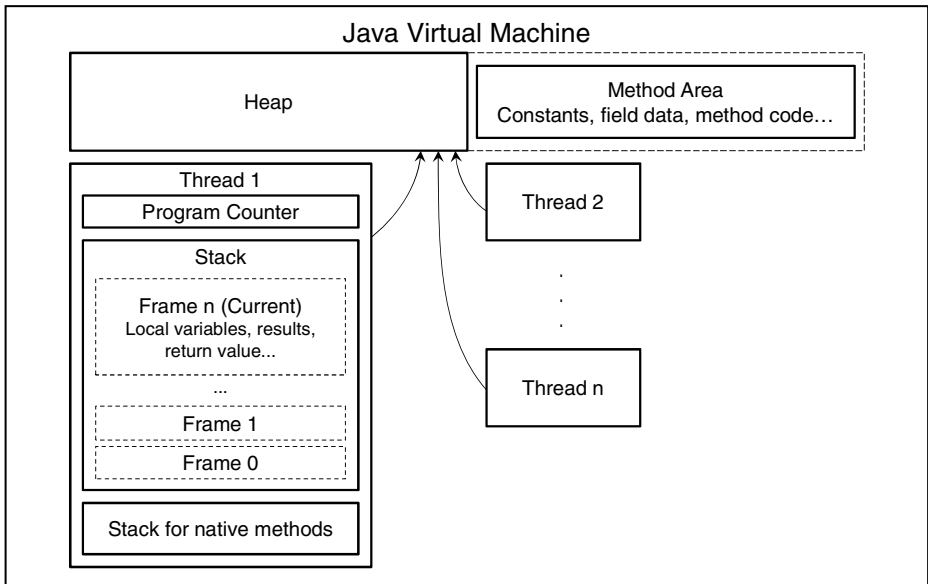 Java Virtual Machine
Heap
Method Area
Constants, field data, method code…
Thread 1
Program Counter
Stack
Frame n (Current)
Local variables, results,
return value...
...
Frame 1
Frame 0
Stack for native methods
Thread 2
.
.
.
Thread n